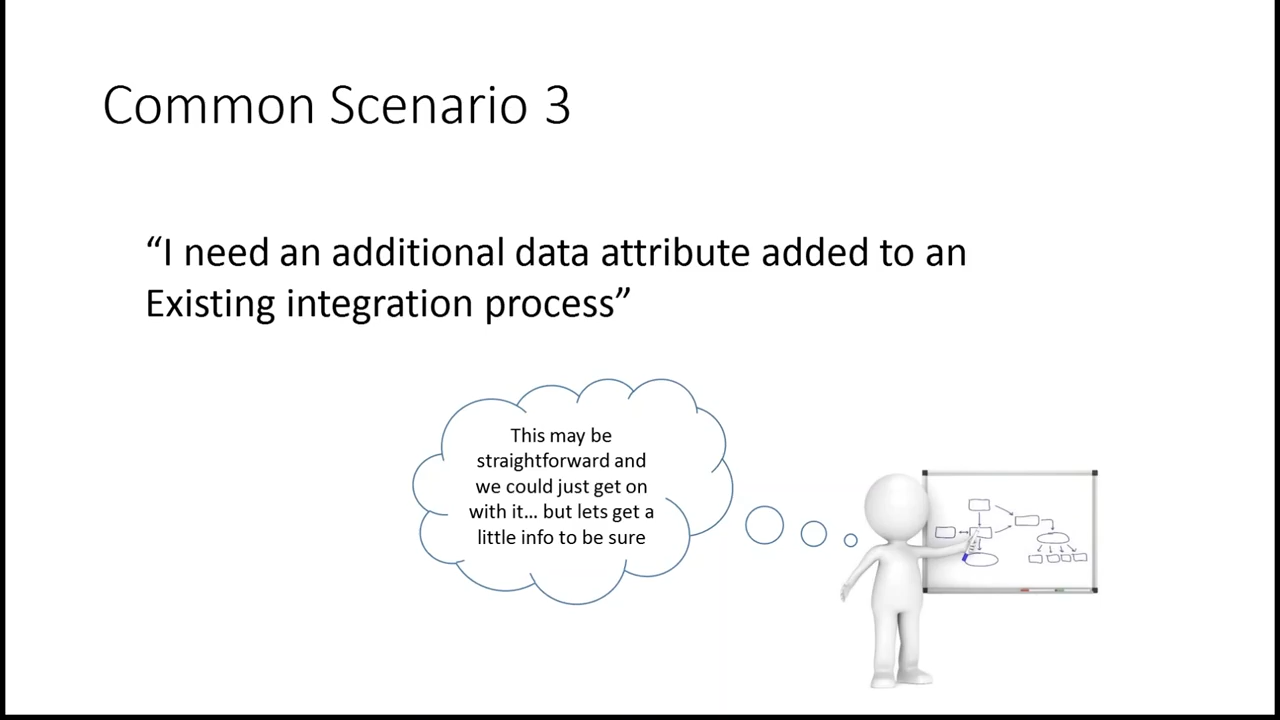 Common Scenario 3
“I need an additional data attribute added to an
Existing integration process”
This may be
straightforward and
we could just get on
with it... but lets get a
little info to be sure